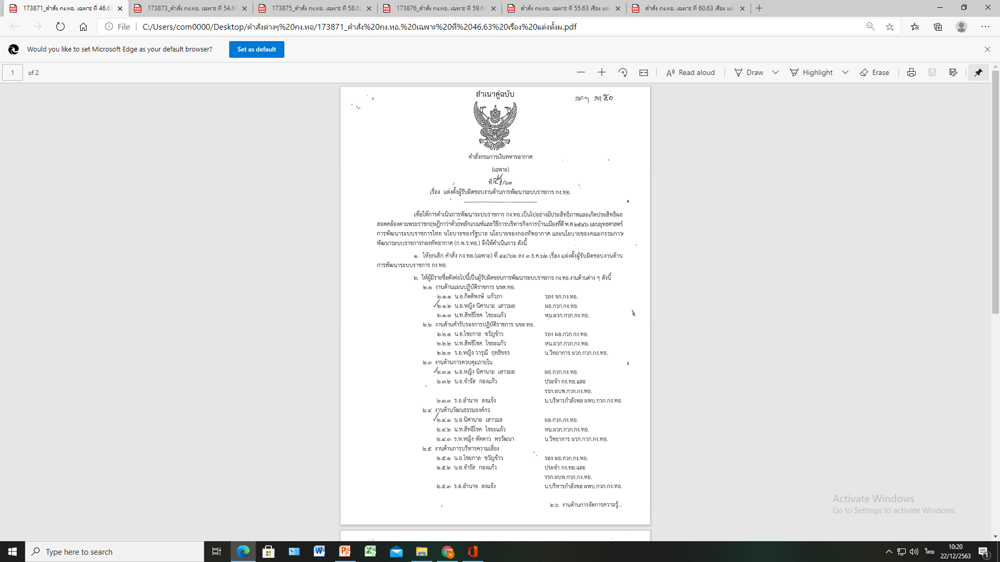 173871_คำสั่ง กง.ทอ. เฉพาะ ที่ 46.63
173873_คำสั่ง กง.ทอ. เฉพาะ ที่ 54.63
173875_คำสั่ง กง.ทอ. เฉพาะ ที่ 58.63
173876_คำสั่ง กง.ทอ. เฉพาะ ที่ 59.63
คำสั่ง กง.ทอ. เฉพาะ ที่ 55.63 เรื่อง แต่ง
คำสั่ง กง.ทอ. เฉพาะ ที่ 60.63 เรื่อง แต่ง
File
C:/Users/com0000/Desktop/คำสั่งต่างๆ%20กง.ทอ/173871_คำสั่ง%20กง.ทอ.%20เฉพาะ%20ที่%2046.63%20เรื่อง%20แต่งตั้งผ.pdf
Would you like to set Microsoft Edge as your default browser?
Set as default
1 of 2
Read aloud
Draw
Highlight
Erase
สำเนาคู่ฉบับ
คำสั่งกรมการเงินทหารอากาศ
(เฉพาะ)
ที่ ๔๖/๖๓
เรื่อง แต่งตั้งผู้รับผิดชอบงานด้านการพัฒนาระบบราชการ กง.ทอ.
-----------------------------------------
เพื่อให้การดำเนินการพัฒนาระบบราชการ กง.ทอ.เป็นไปอย่างมีประสิทธิภาพและเกิดประสิทธิผล
สอดคล้องตามพระราชกฤษฎีกาว่าด้วยหลักเกณฑ์และวิธีการบริหารกิจการบ้านเมืองที่ดี พ.ศ.๒๕๔๖ แผนยุทธศาสตร์
การพัฒนาระบบราชการไทย นโยบายของรัฐบาล นโยบายของกองทัพอากาศ และนโยบายของคณะกรรมการ
พัฒนาระบบราชการกองทัพอากาศ (ก.พ.ร.ทอ.) จึงให้ดำเนินการ ดังนี้
๑. ให้ยกเลิก คำสั่ง กง.ทอ.(เฉพาะ) ที่ ๔๔/๖๒ ลง ๓ ธ.ค.๖๒ เรื่อง แต่งตั้งผู้รับผิดชอบงานด้าน
การพัฒนาระบบราชการ กง.ทอ.
๒. ให้ผู้มีรายชื่อดังต่อไปนี้เป็นผู้รับผิดชอบการพัฒนาระบบราชการ กง.ทอ.งานด้านต่าง ๆ ดังนี้
๒.๑ งานด้านแผนปฏิบัติราชการ นขต.ทอ.
๒.๑.๑ น.อ.กิตติพงษ์ แก้วภา รอง จก.กง.ทอ.
๒.๑.๒ น.อ.หญิง นิศานาถ เสาวมล ผอ.กวก.กง.ทอ.
๒.๑.๓ น.ท.สิทธิโชค ไชยะแก้ว หน.ผวก.กวก.กง.ทอ.
๒.๒ งานด้านคำรับรองการปฏิบัติราชการ นขต.ทอ.
๒.๒.๑ น.อ.ไชยกาล ขวัญข้าว รอง ผอ.กวก.กง.ทอ.
๒.๒.๒ น.ท.สิทธิโชค ไชยะแก้ว หน.ผวก.กวก.กง.ทอ.
๒.๒.๓ ร.อ.หญิง วารุณี ฤทธิขจร น.วิทยาการ ผวก.กวก.กง.ทอ.
๒.๓ งานด้านการควบคุมภายใน
๒.๓.๑ น.อ.หญิง นิศานาถ เสาวมล ผอ.กวก.กง.ทอ.
๒.๓.๒ น.อ.จำรัส กองแก้ว ประจำ กง.ทอ.และ
รรก.ผบพ.กวก.กง.ทอ.
๒.๓.๓ ร.อ.อำนาจ สงแจ้ง น.บริหารกำลังพล ผพบ.กวก.กง.ทอ.
๒.๔ งานด้านวัฒนธรรมองค์กร
๒.๔.๑ น.อ.นิศานาถ เสาวมล ผอ.กวก.กง.ทอ.
๒.๔.๒ น.ท.สิทธิโชค ไชยะแก้ว หน.ผวก.กวก.กง.ทอ.
๒.๔.๓ ร.ท.หญิง ทัดดาว พรวัฒนา น.วิทยาการ ผวก.กวก.กง.ทอ.
๒.๕ งานด้านการบริหารความเสี่ยง
๒.๕.๑ น.อ.ไชยกาล ขวัญข้าว รอง ผอ.กวก.กง.ทอ.
๒.๕.๒ น.อ.จำรัส กองแก้ว ประจำ กง.ทอ.และ
รรก.ผบพ.กวก.กง.ทอ.
๒.๕.๓ ร.อ.อำนาจ สงแจ้ง น.บริหารกำลังพล ผพบ.กวก.กง.ทอ.
๒.๖ งานด้านการจัดการความรู้...
Activate Windows
Go to Settings to activate Windows.
Type here to search
ไทย
10:20
22/12/2563
1